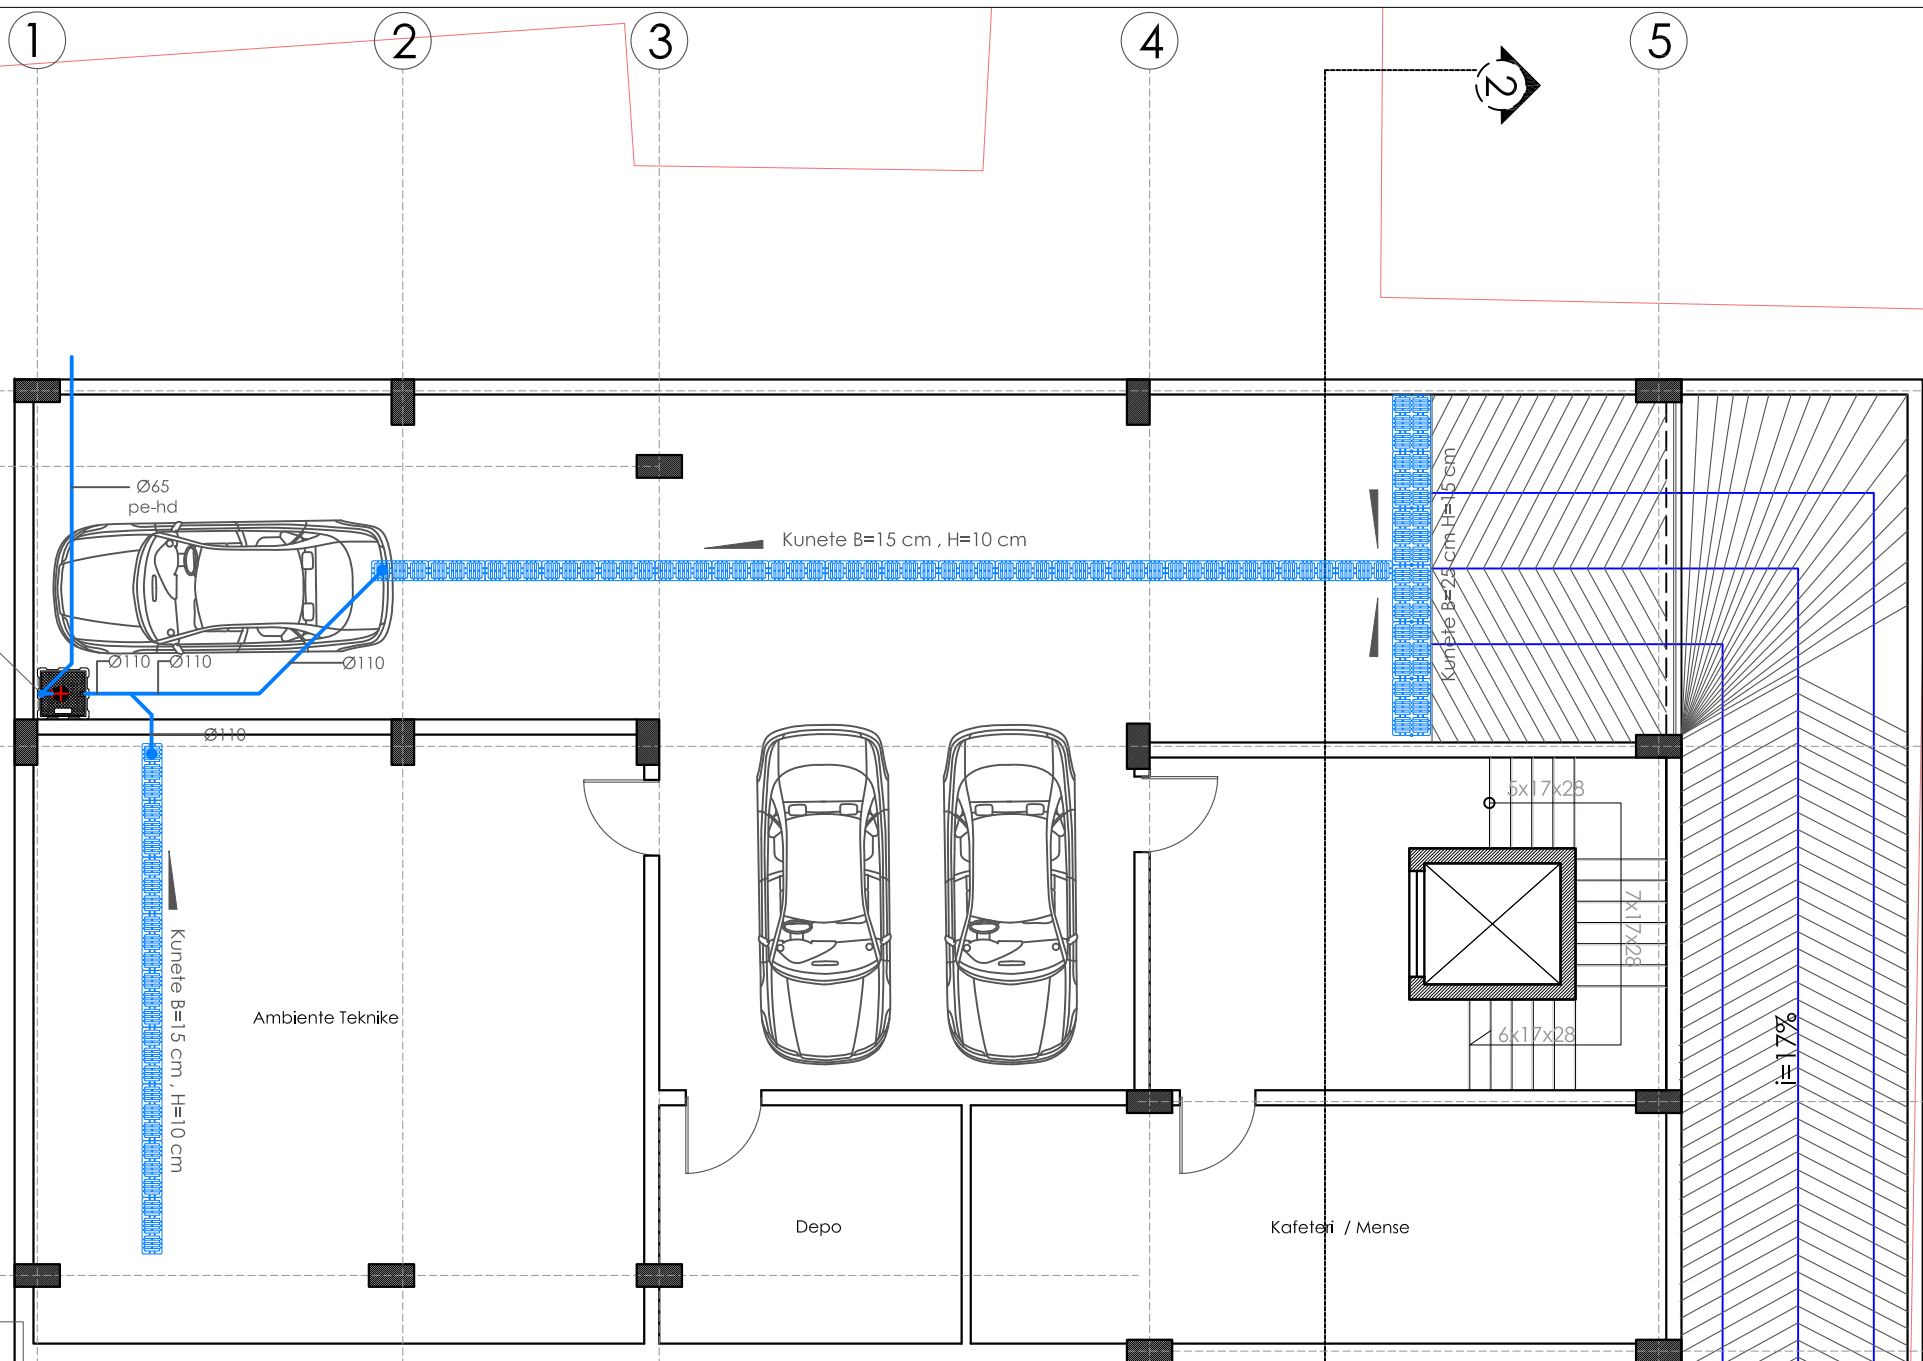 1
2
3
4
5
2
Ø65
pe-hd
Kunete B=15 cm , H=10 cm
Kunete B=25 cm H=15 cm
Ø110
Ø110
Ø110
Ø110
5x17x28
7x17x28
6x17x28
Kunete B=15 cm , H=10 cm
Ambiente Teknike
i=17%
Depo
Kafeteri / Mense